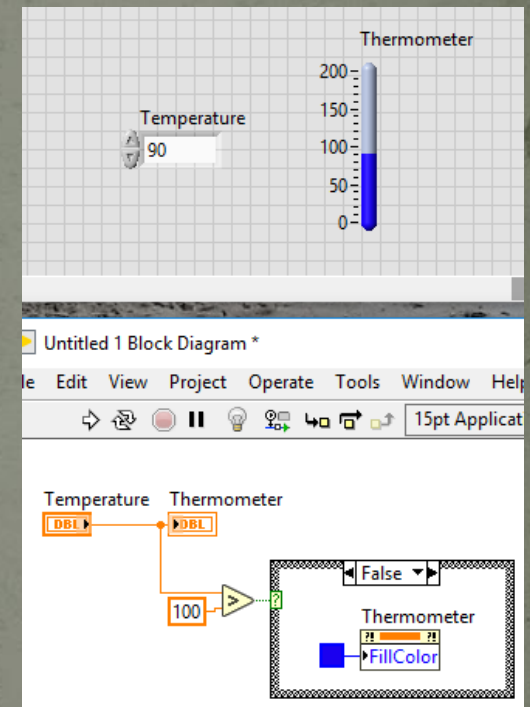 Thermometer
200
150
100
50
0
Temperature
90
Untitled 1 Block Diagram *
Edit View Project Operate Tools Window Help
15pt Applicat
Temperature Thermometer
DBL DBL
False
?
100
>
Thermometer
?! ?!
FillColor